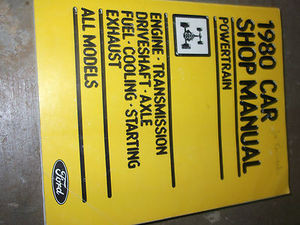 1980 CAR
SHOP MANUAL
POWERTRAIN
ENGINE · TRANSMISSION
DRIVESHAFT · AXLE
FUEL · COOLING · STARTING
EXHAUST
ALL MODELS
Ford